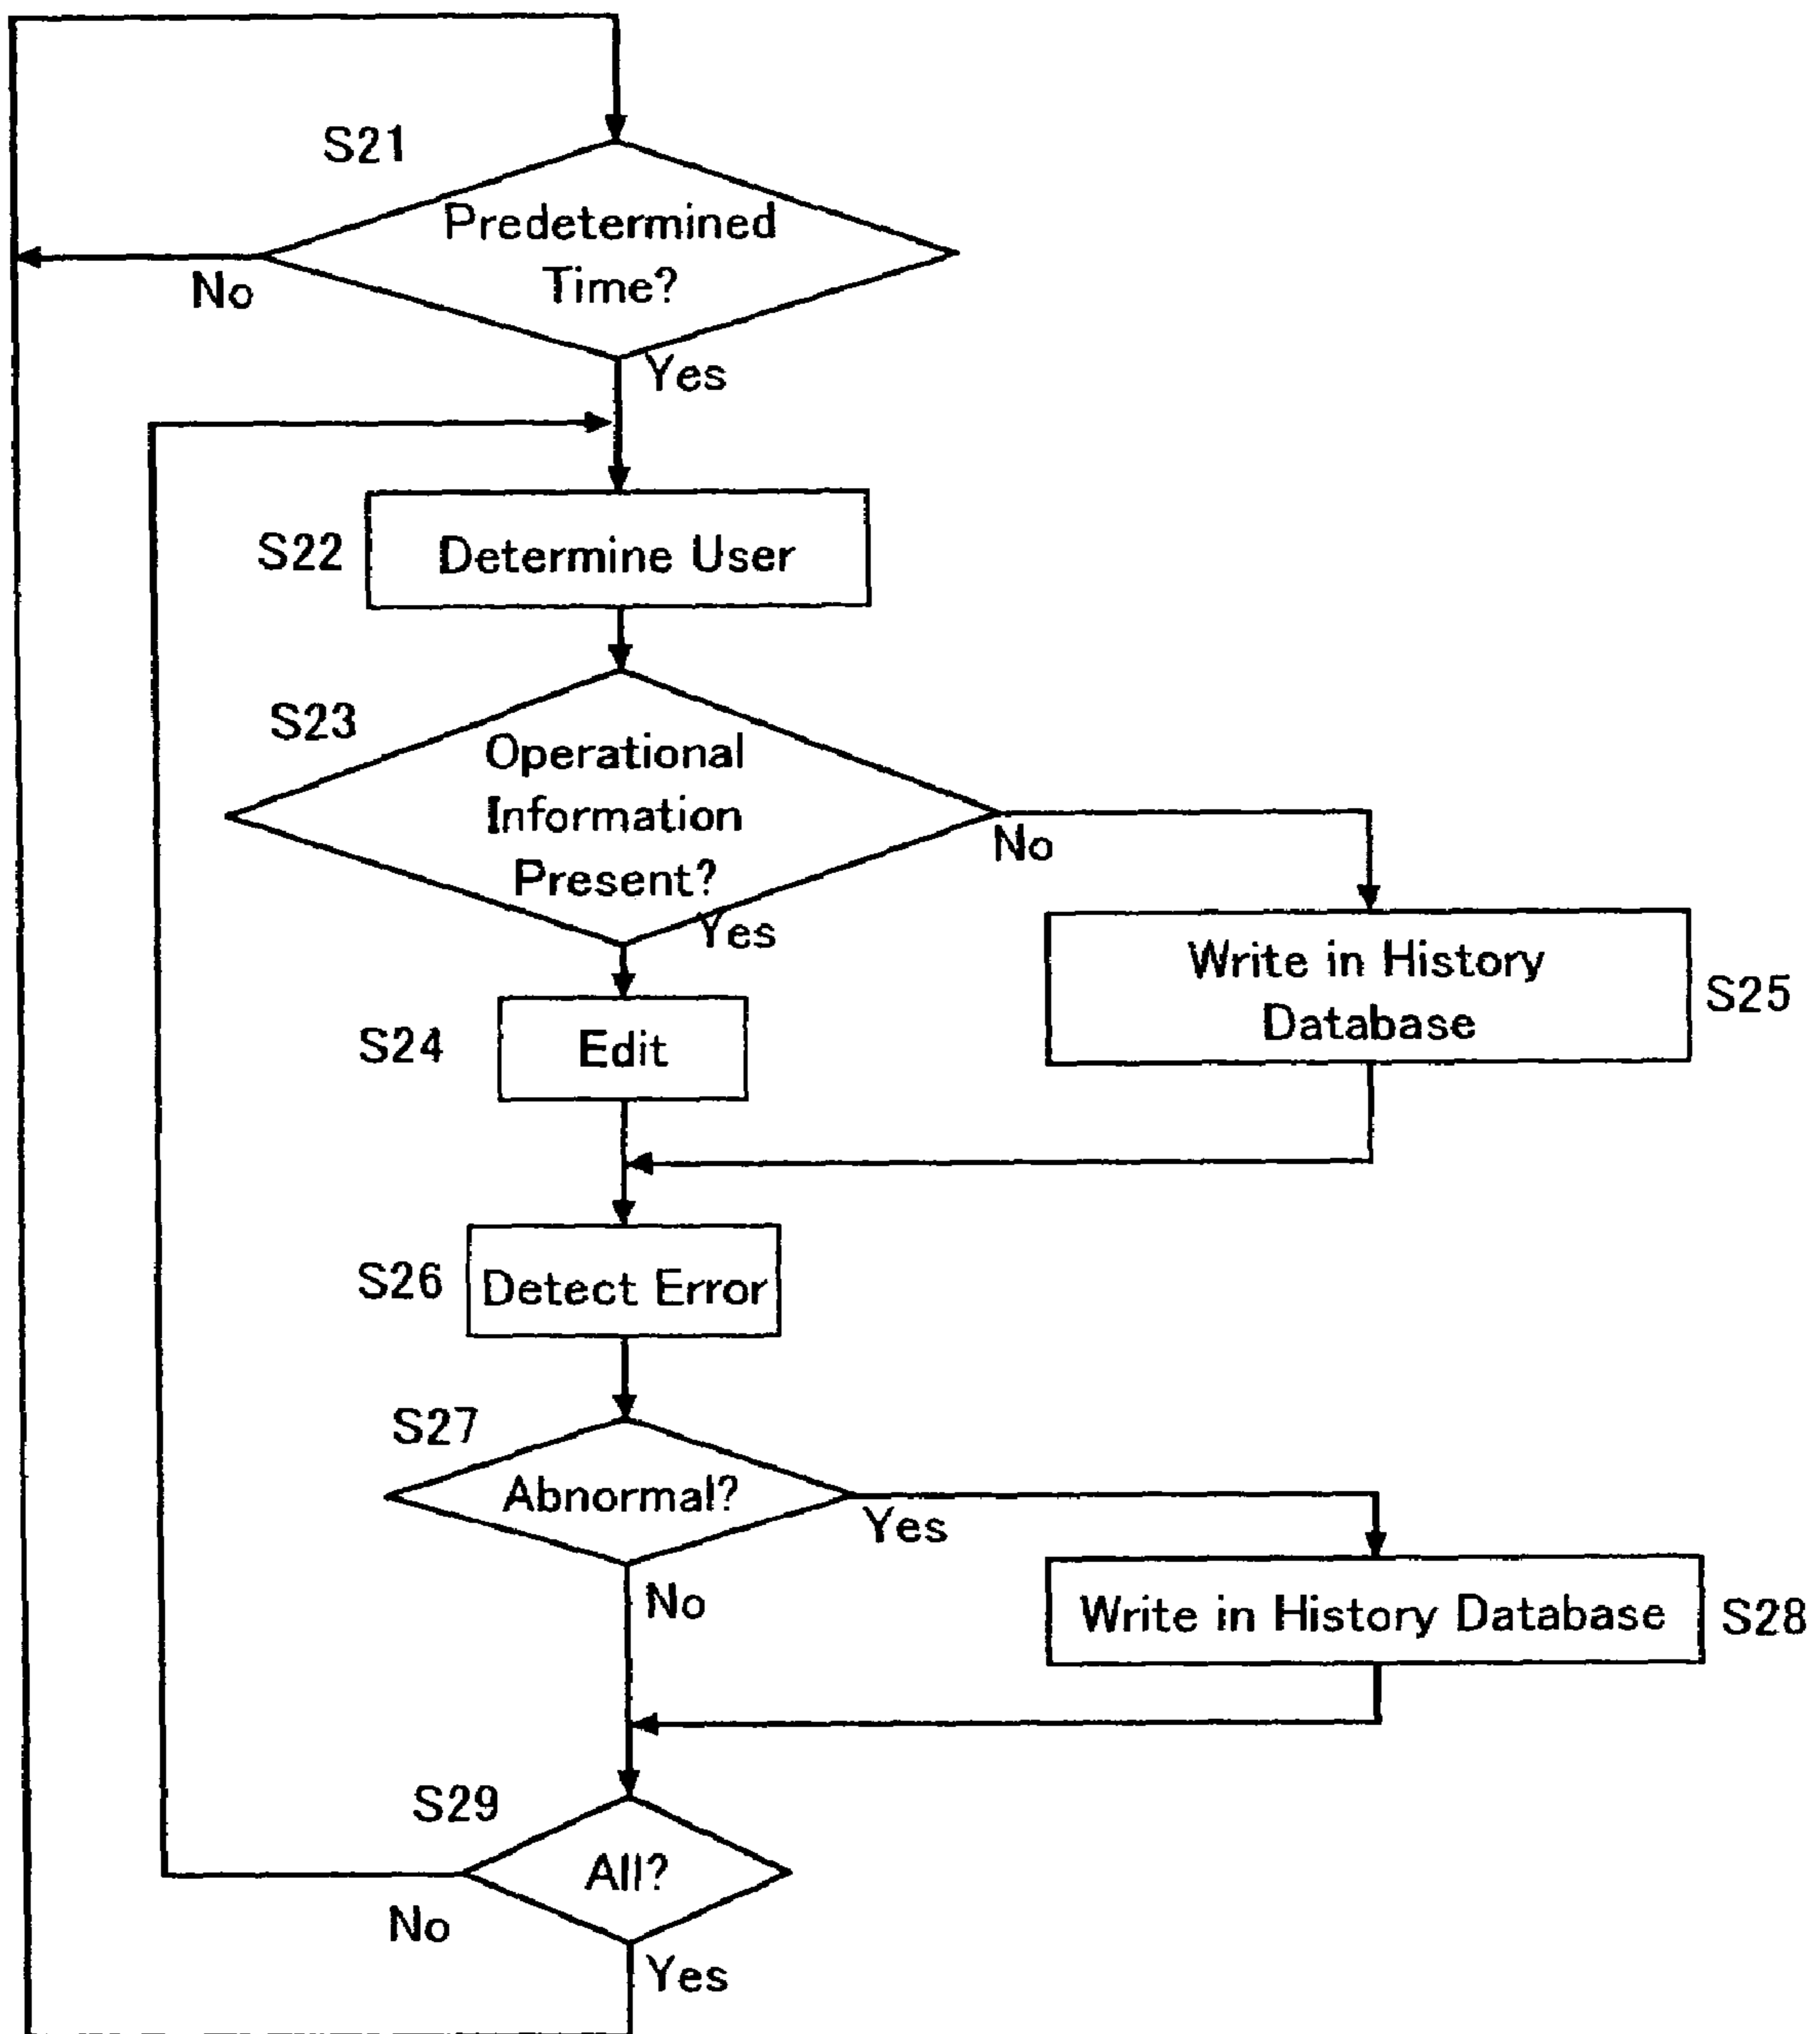 S21
Predetermined
Time?
No
Yes
S22
Determine User
S23
Operational
Information
Present?
No
Yes
Write in History
Database
S25
S24
Edit
S26
Detect Error
S27
Abnormal?
Yes
No
Write in History Database
S28
S29
All?
No
Yes